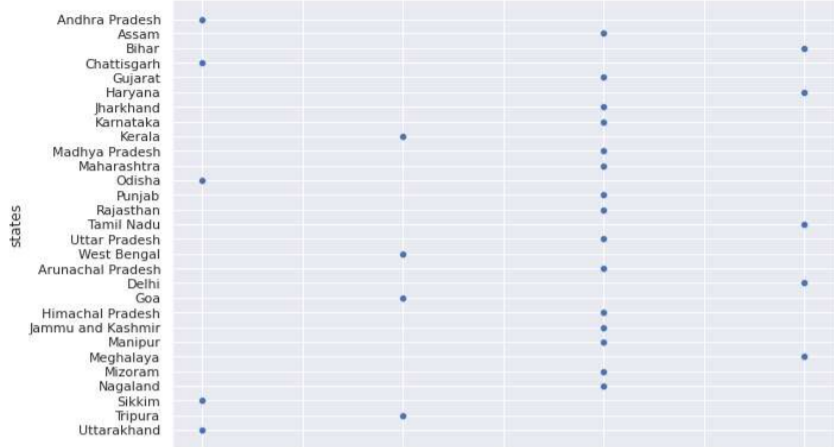 Andhra Pradesh
Assam
Bihar
Chattisgarh
Gujarat
Haryana
Jharkhand
Karnataka
Kerala
Madhya Pradesh
Maharashtra
Odisha
Punjab
Rajasthan
Tamil Nadu
Uttar Pradesh
West Bengal
Arunachal Pradesh
Delhi
Goa
Himachal Pradesh
Jammu and Kashmir
Manipur
Meghalaya
Mizoram
Nagaland
Sikkim
Tripura
Uttarakhand
states